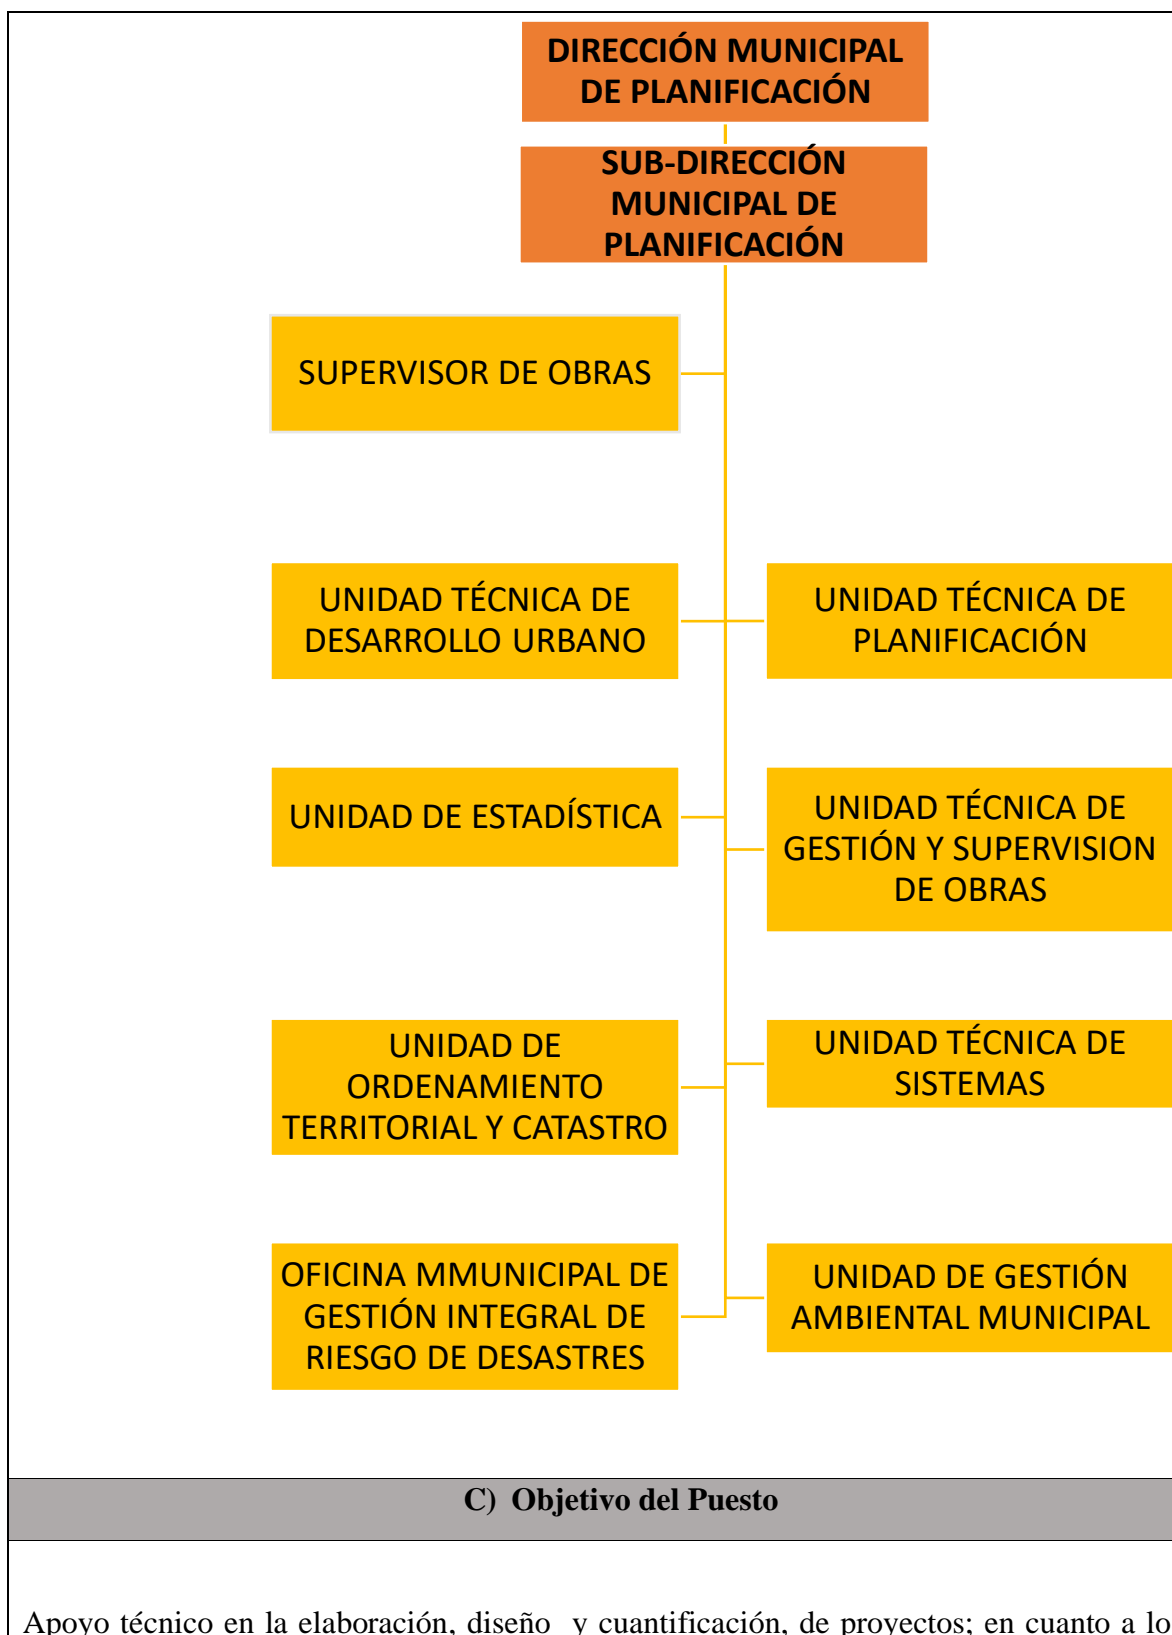 DIRECCIÓN MUNICIPAL
DE PLANIFICACIÓN
SUB-DIRECCIÓN
MUNICIPAL DE
PLANIFICACIÓN
SUPERVISOR DE OBRAS
UNIDAD TÉCNICA DE
DESARROLLO URBANO
UNIDAD TÉCNICA DE
PLANIFICACIÓN
UNIDAD DE ESTADÍSTICA
UNIDAD TÉCNICA DE
GESTIÓN Y SUPERVISION
DE OBRAS
UNIDAD DE
ORDENAMIENTO
TERRITORIAL Y CATASTRO
UNIDAD TÉCNICA DE
SISTEMAS
OFICINA MMUNICIPAL DE
GESTIÓN INTEGRAL DE
RIESGO DE DESASTRES
UNIDAD DE GESTIÓN
AMBIENTAL MUNICIPAL
C) Objetivo del Puesto
Apoyo técnico en la elaboración, diseño y cuantificación, de proyectos; en cuanto a lo